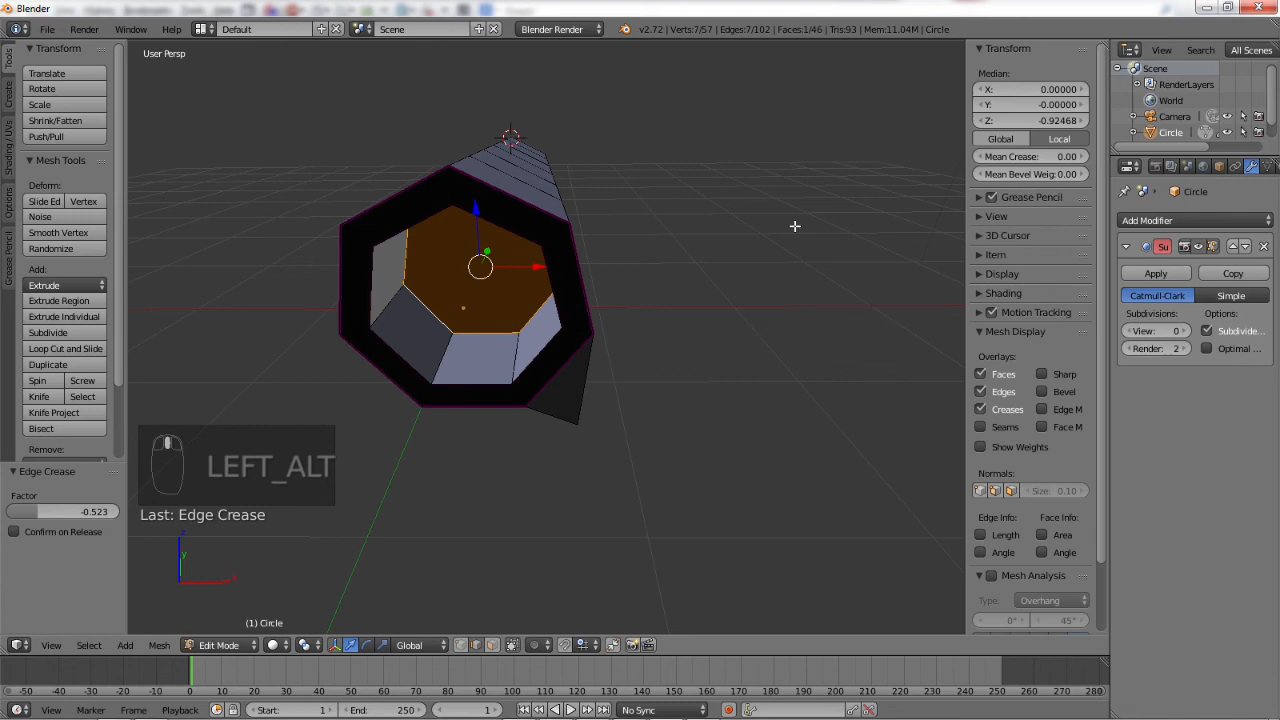 Blender
File Render Window Help Default Scene Blender Render v2.72 | Verts:7/57 | Edges:7/102 | Faces:1/46 | Tris:93 | Mem:11.04M | Circle
Tools
Create
Shading / UVs
Options
Grease Pencil
Transform
Translate
Rotate
Scale
Shrink/Fatten
Push/Pull
Mesh Tools
Deform:
Slide Ed Vertex
Noise
Smooth Vertex
Randomize
Add:
Extrude
Extrude Region
Extrude Individual
Subdivide
Loop Cut and Slide
Duplicate
Spin Screw
Knife Select
Knife Project
Bisect
Remove:
Edge Crease
Factor
-0.523
Confirm on Release
User Persp
LEFT_ALT
Last: Edge Crease
z
y
x
(1) Circle
View Select Add Mesh Edit Mode Global
Transform
Median:
X: 0.00000
Y: -0.00000
Z: -0.92468
Global Local
Mean Crease: 0.00
Mean Bevel Weig: 0.00
Grease Pencil
View
3D Cursor
Item
Display
Shading
Motion Tracking
Mesh Display
Overlays:
Faces Sharp
Edges Bevel
Creases Edge M
Seams Face M
Show Weights
Normals:
Size: 0.10
Edge Info: Face Info:
Length Area
Angle Angle
Mesh Analysis
Type: Overhang
0° 45°
View Search All Scenes
Scene
RenderLayers
World
Camera
Circle
Circle
Add Modifier
Su
Apply Copy
Catmull-Clark Simple
Subdivisions: Options:
View: 0 Subdivide...
Render: 2 Optimal ...
-50 -40 -30 -20 -10 0 10 20 30 40 50 60 70 80 90 100 110 120 130 140 150 160 170 180 190 200 210 220 230 240 250 260 270 280
View Marker Frame Playback Start: 1 End: 250 1 No Sync